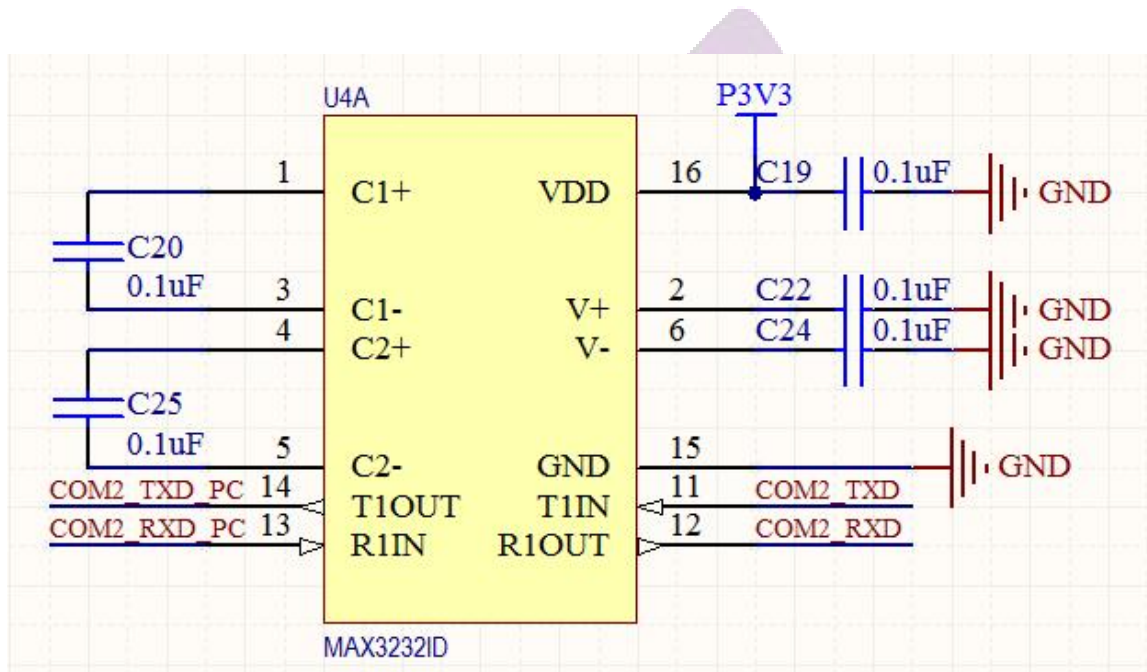 P3V3
U4A
1 C1+ VDD 16 C19 0.1uF GND
C20
0.1uF
3 C1- V+ 2 C22 0.1uF GND
4 C2+ V- 6 C24 0.1uF GND
C25
0.1uF
5 C2- GND 15 GND
COM2_TXD_PC 14 T1OUT T1IN 11 COM2_TXD
COM2_RXD_PC 13 R1IN R1OUT 12 COM2_RXD
MAX3232ID